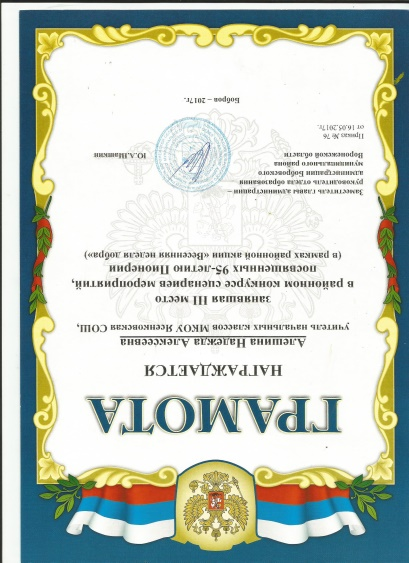 ГРАМОТА
НАГРАЖДАЕТСЯ
Алешина Надежда Алексеевна
учитель начальных классов МКОУ Ясенковская СОШ,
занявшая III место
в районном конкурсе сценариев мероприятий,
посвященных 95-летию Пионерии
(в рамках районной акции «Весенняя неделя добра»)
Заместитель главы администрации –
руководитель отдела образования
администрации Бобровского
муниципального района
Воронежской области
Ю.А.Шашкин
Приказ № 76
от 16.05.2017г.
Бобров – 2017г.